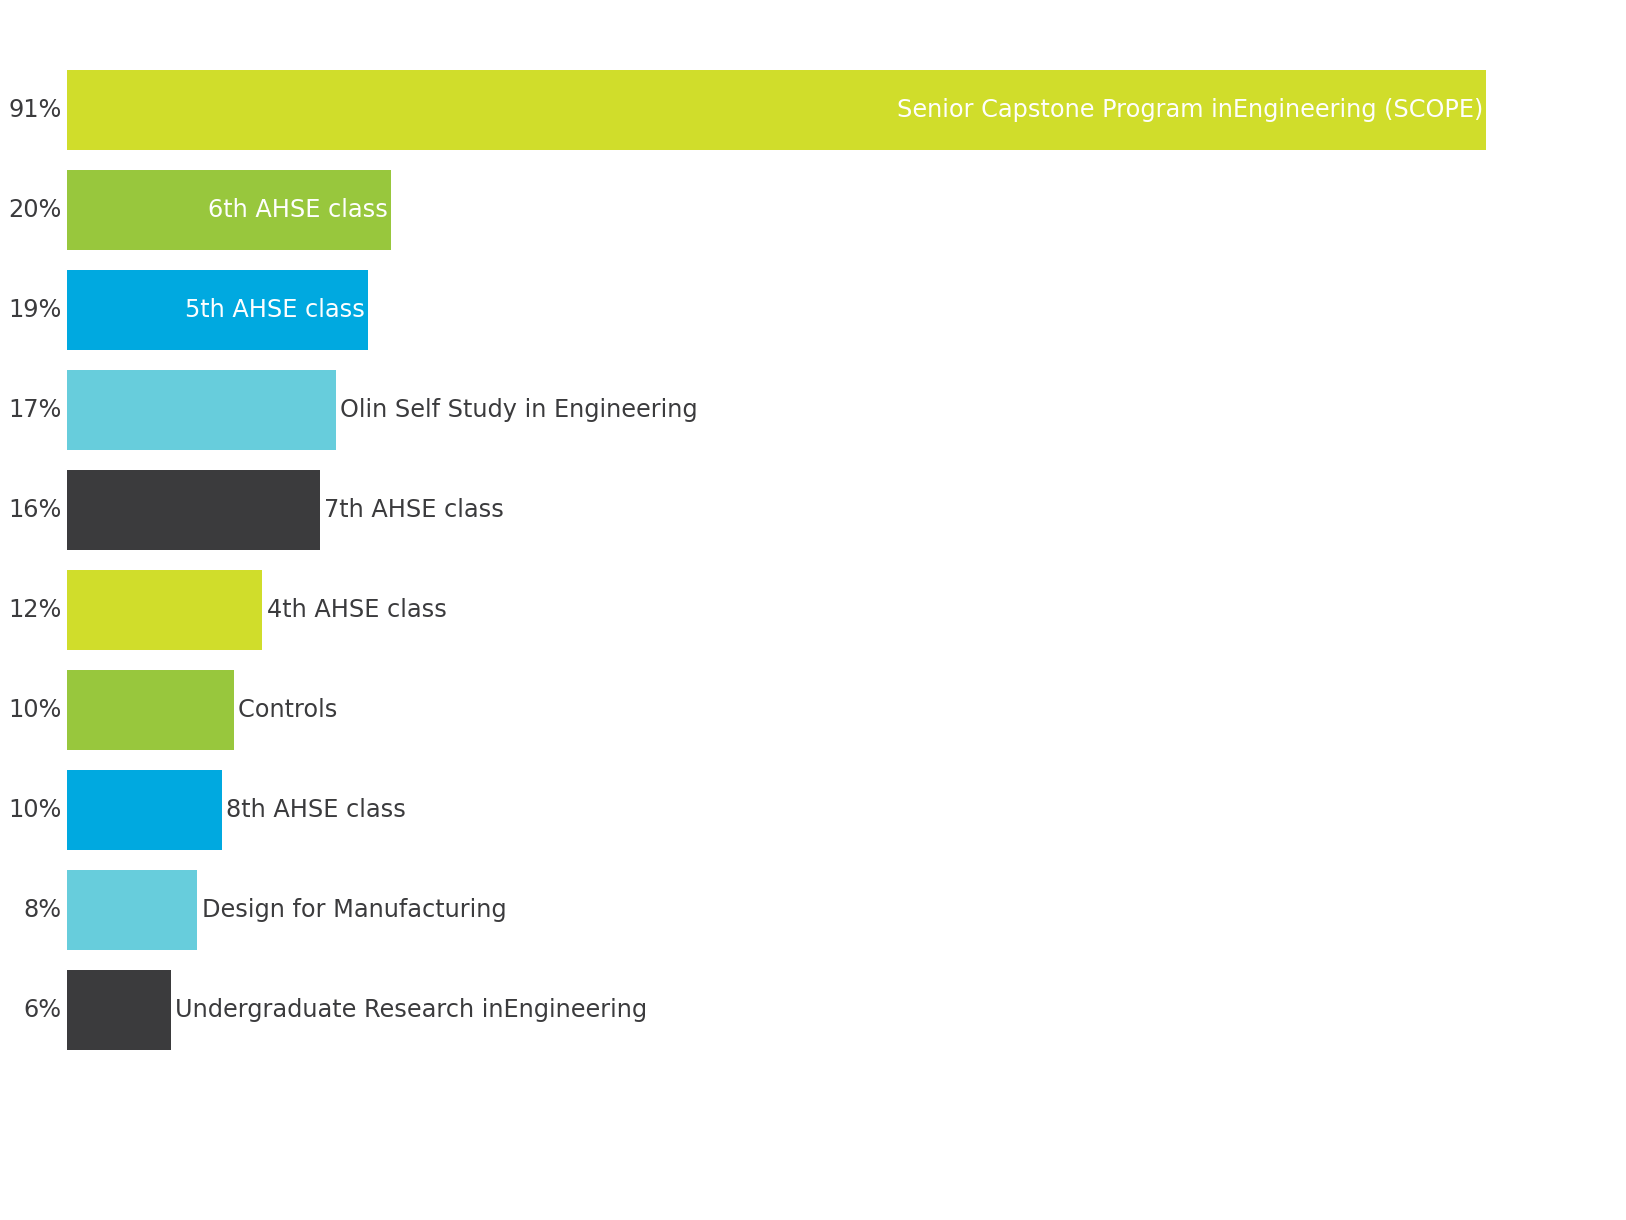 91% Senior Capstone Program inEngineering (SCOPE)
20% 6th AHSE class
19% 5th AHSE class
17% Olin Self Study in Engineering
16% 7th AHSE class
12% 4th AHSE class
10% Controls
10% 8th AHSE class
8% Design for Manufacturing
6% Undergraduate Research inEngineering